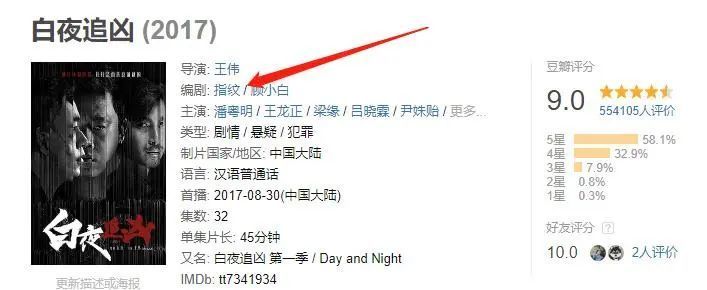 白夜追凶 (2017)
导演: 王伟
编剧: 指纹 / 顾小白
主演: 潘粤明 / 王龙正 / 梁缘 / 吕晓霖 / 尹姝贻 / 更多...
类型: 剧情 / 悬疑 / 犯罪
制片国家/地区: 中国大陆
语言: 汉语普通话
首播: 2017-08-30(中国大陆)
集数: 32
单集片长: 45分钟
又名: 白夜追凶 第一季 / Day and Night
IMDb: tt7341934
白夜追凶
更新描述或海报
豆瓣评分
9.0
554105人评价
5星 58.1%
4星 32.9%
3星 7.9%
2星 0.8%
1星 0.3%
好友评分 ?
10.0 2人评价